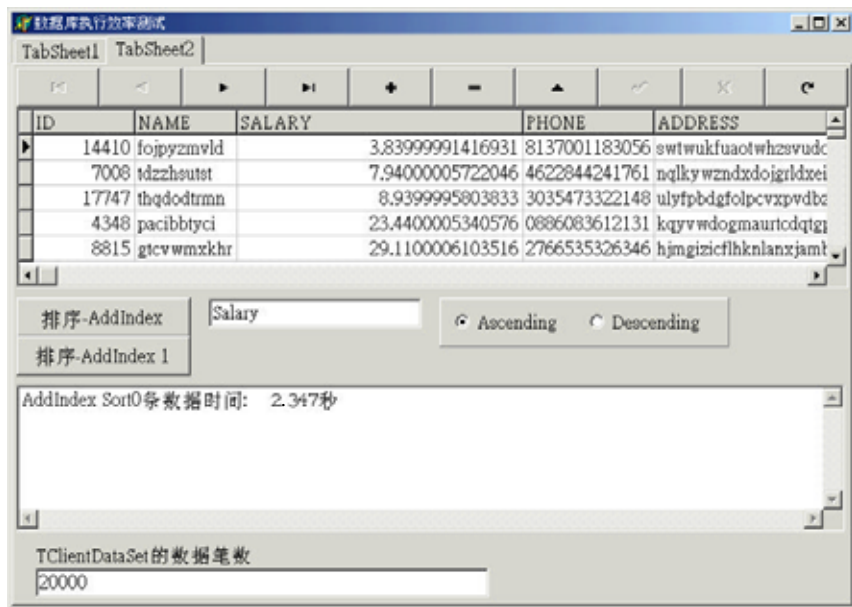 数据库执行效率测试
TabSheet1 TabSheet2
ID NAME SALARY PHONE ADDRESS
14410 fojpyzmvld 3.83999991416931 8137001183056 swtwukfuaotwhzsvudc
7008 tdzzhsutst 7.94000005722046 4622844241761 nqlkywzndxdojgrldxei
17747 thqdodtrmn 8.9399995803833 3035473322148 ulyfpbdgfolpcvxpvdbz
4348 pacibbtyci 23.4400005340576 0886083612131 kqyvwdogmaurtcdqtgp
8815 gtcvwmxkhr 29.1100006103516 2766535326346 hjmgizicflhknlanxjamt
排序-AddIndex Salary Ascending Descending
排序-AddIndex 1
AddIndex Sort0条数据时间: 2.347秒
TClientDataSet的数据笔数
20000